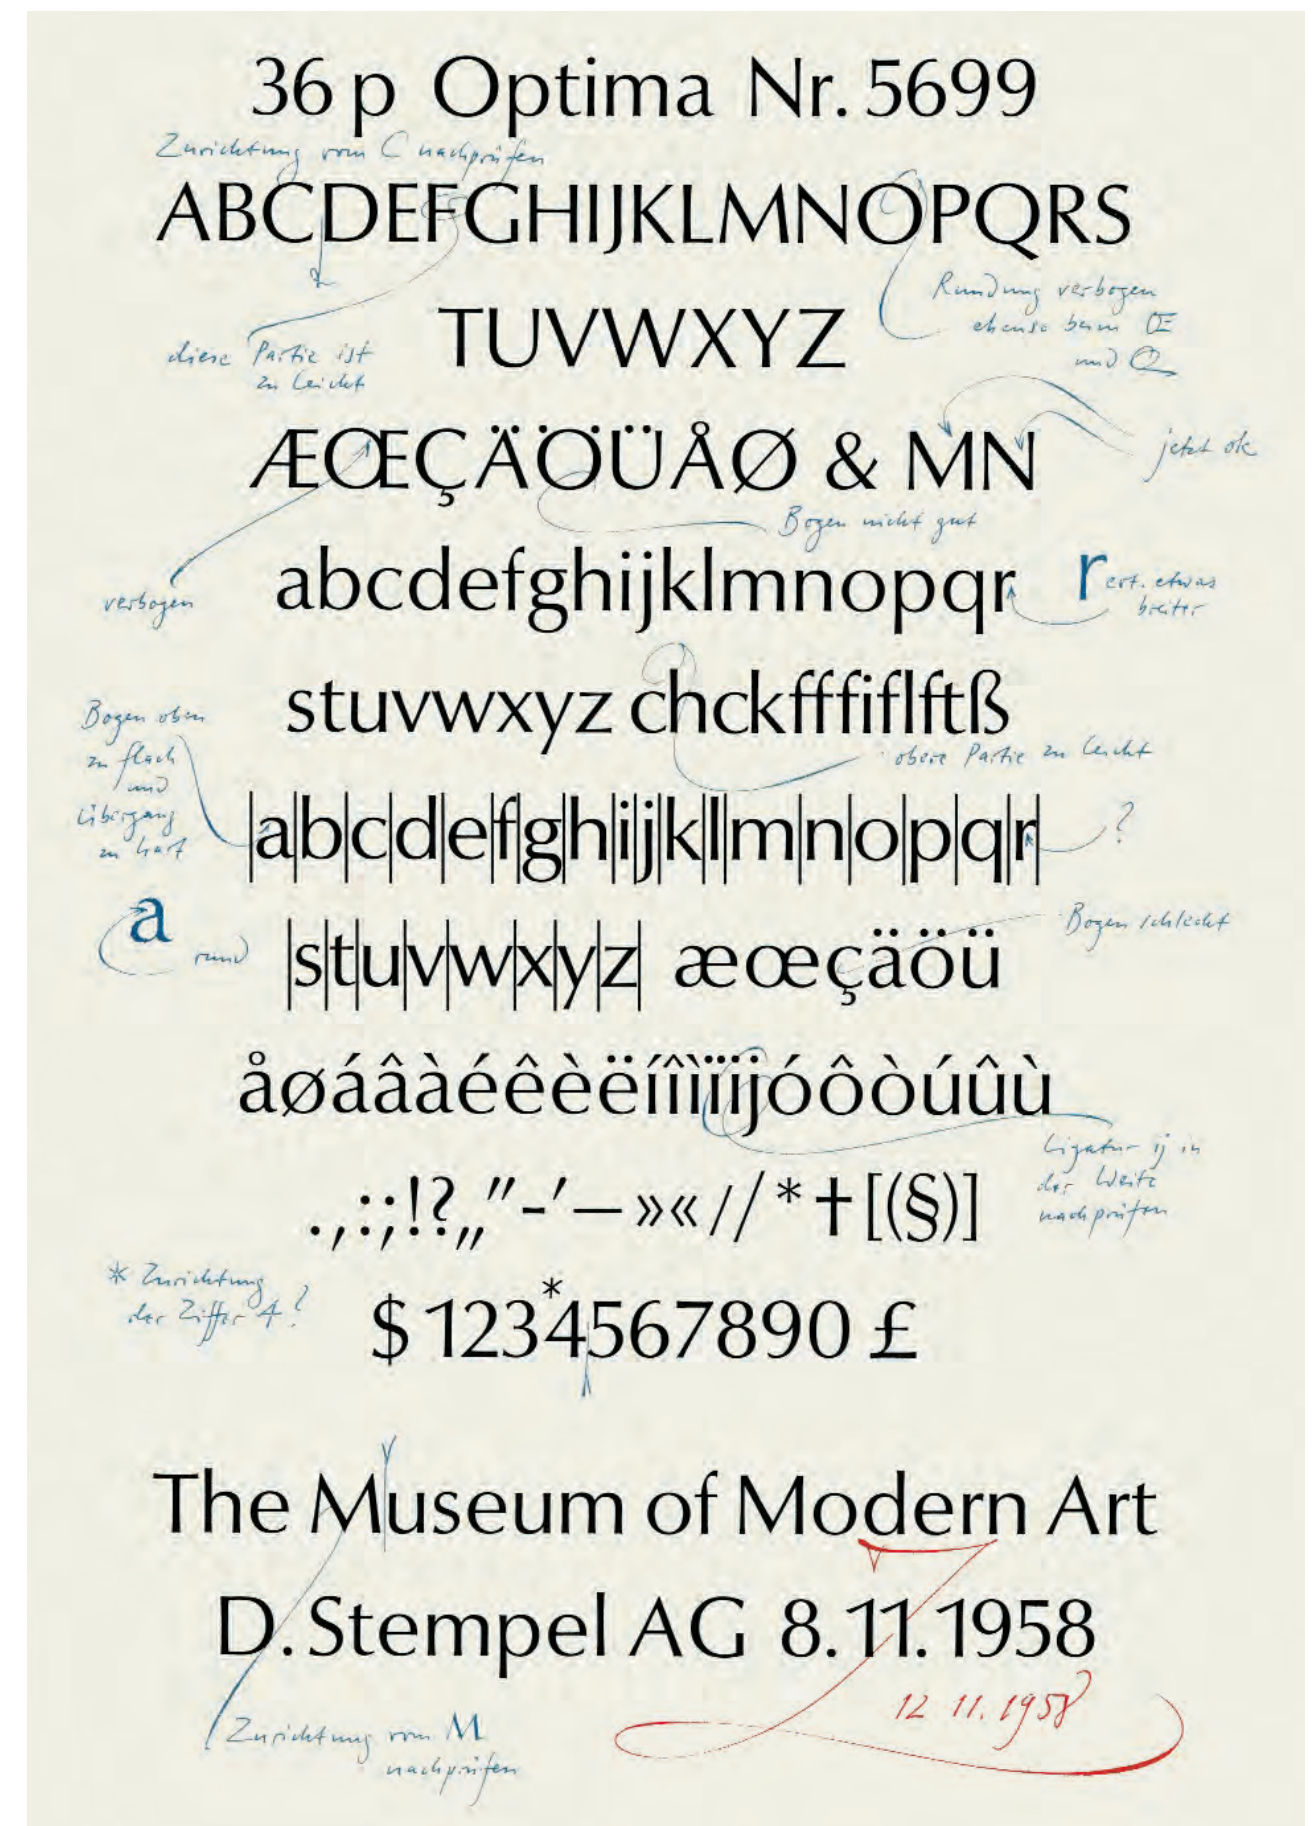 36 p Optima Nr. 5699
Zurichtung vom C nachprüfen
ABCDEFGHIJKLMNOPQRS
Rundung verbogen
ebenso beim Œ
und Q
TUVWXYZ
diese Partie ist
zu leicht
ÆŒÇÄÖÜÅØ & MN
jetzt ok
Bogen nicht gut
verbogen
abcdefghijklmnopqr
r etwas
breiter
stuvwxyz chckfffiflftß
Bogen oben
zu flach
und
Übergang
zu hart
obere Partie zu leicht
|a|b|c|d|e|f|g|h|i|j|k|l|m|n|o|p|q|r|
?
a rund
|s|t|u|v|w|x|y|z| æœçäöü
Bogen schlecht
åøáâàéêèëíîìïijóôòúûù
Ligatur ij in
der Weite
nachprüfen
.,:;!?„”-’—»«//*†[(§)]
* Zurichtung
der Ziffer 4?
$ 123*4567890 £
The Museum of Modern Art
D. Stempel AG 8.11.1958
12 11. 1958
Zurichtung vom M
nachprüfen